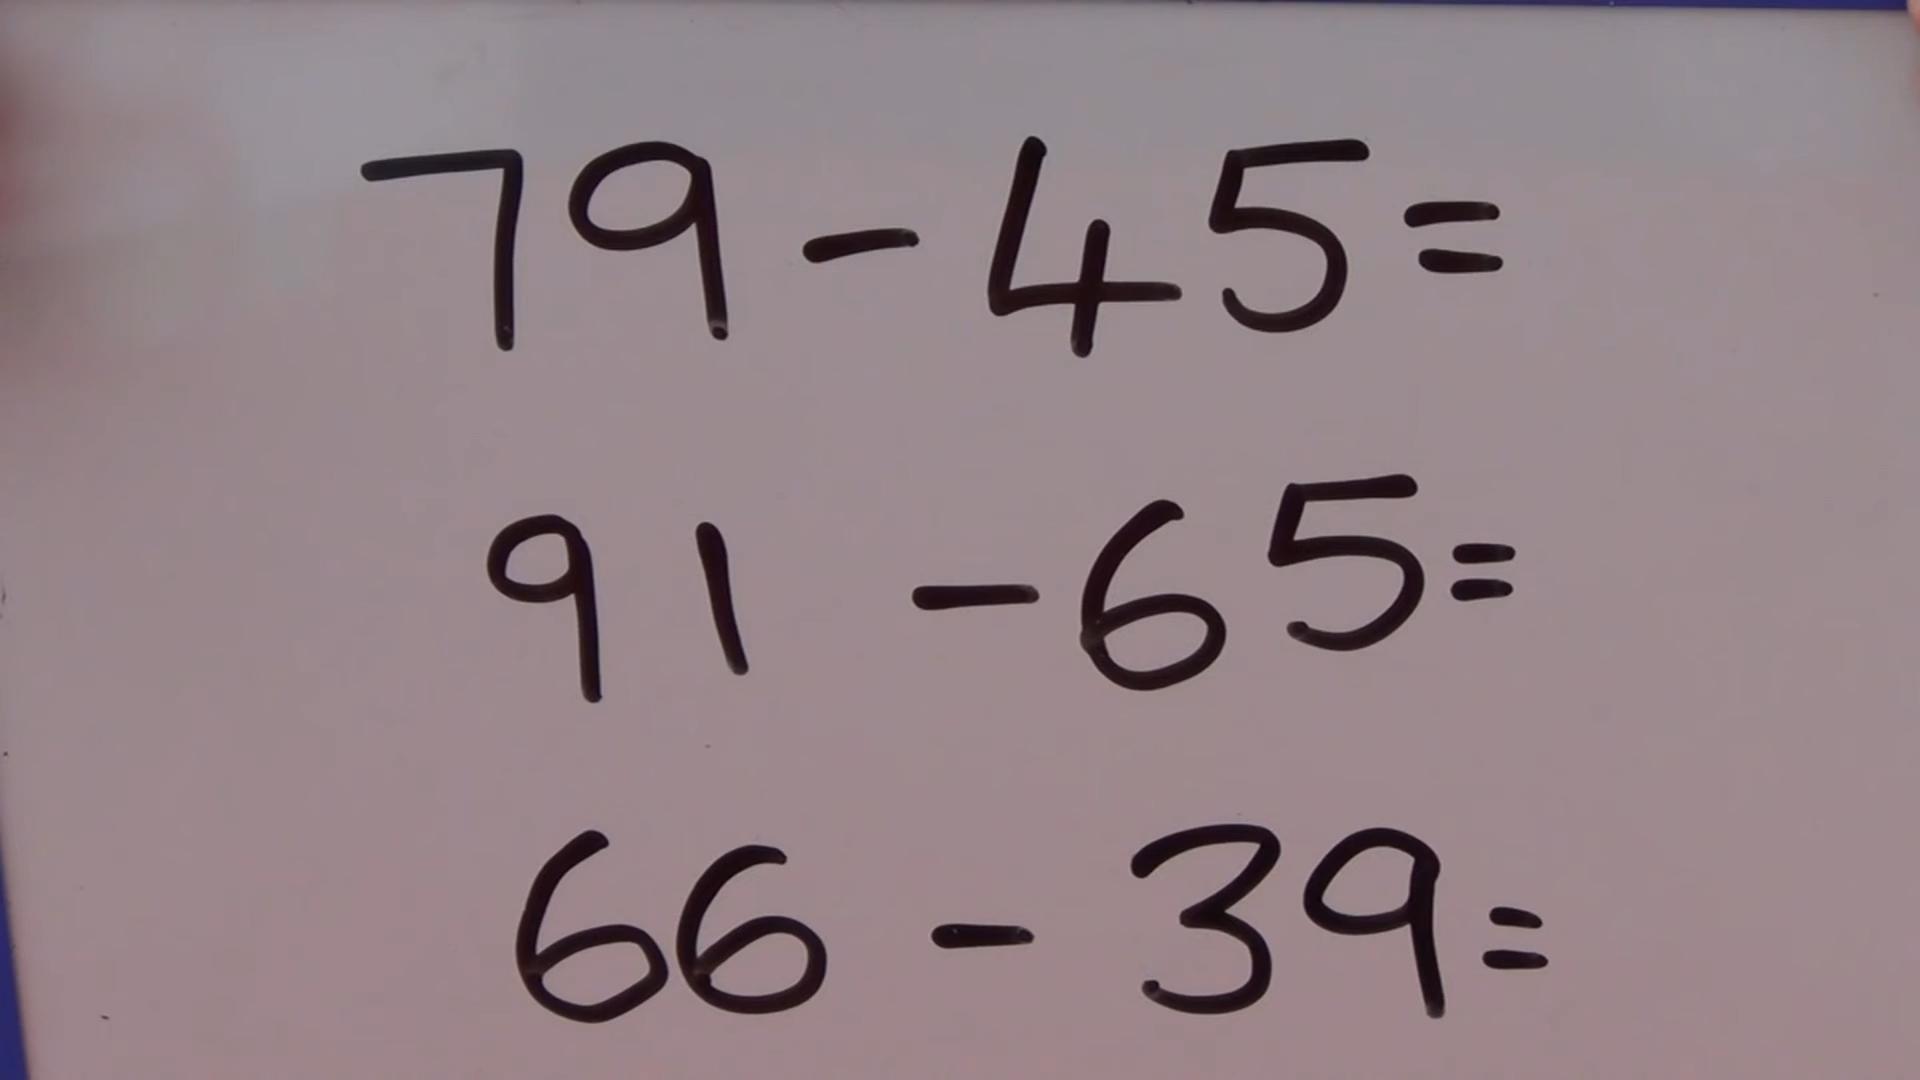 79 - 45 =
91 - 65 =
66 - 39 =